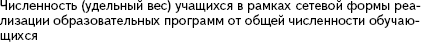 Численность (удельный вес) учащихся в рамках сетевой формы реа-
лизации образовательных программ от общей численности обучаю-
щихся